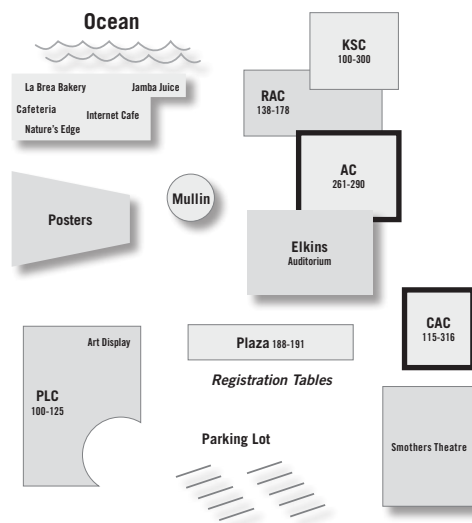 Ocean
KSC
100-300
La Brea Bakery
Jamba Juice
RAC
138-178
Cafeteria
Internet Cafe
Nature's Edge
AC
261-290
Mullin
Posters
Elkins
Auditorium
CAC
115-316
Art Display
Plaza 188-191
Registration Tables
PLC
100-125
Parking Lot
Smothers Theatre